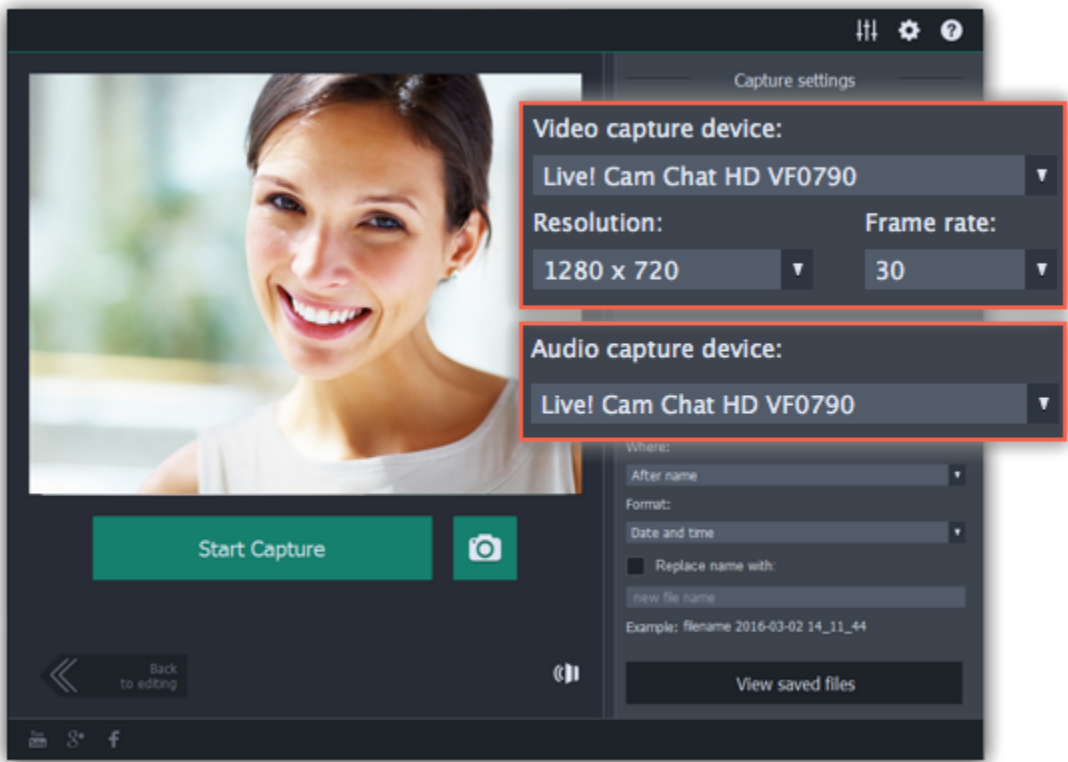 Capture settings
Video capture device:
Live! Cam Chat HD VF0790
Resolution:
Frame rate:
1280 x 720
30
Audio capture device:
Live! Cam Chat HD VF0790
Where:
After name
Format:
Date and time
Replace name with:
new file name
Example: filename 2016-03-02 14_11_44
View saved files
Start Capture
Back
to editing
You
g+
f